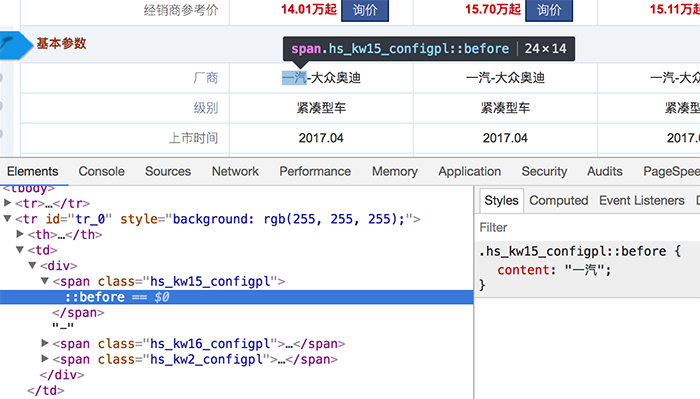 经销商参考价 14.01万起 询价 15.70万起 询价 15.11万起
基本参数
span.hs_kw15_configpl::before 24×14
厂商 一汽-大众奥迪 一汽-大众奥迪 一汽-大众
级别 紧凑型车 紧凑型车 紧凑
上市时间 2017.04 2017.04 2017.0
Elements Console Sources Network Performance Memory Application Security Audits PageSpee
<tbody>
▶<tr>…</tr>
▼<tr id="tr_0" style="background: rgb(255, 255, 255);">
▶<th>…</th>
▼<td>
▼<div>
▼<span class="hs_kw15_configpl">
::before == $0
</span>
"-"
▶<span class="hs_kw16_configpl">…</span>
▶<span class="hs_kw2_configpl">…</span>
</div>
</td>
Styles Computed Event Listeners D
Filter
.hs_kw15_configpl::before {
content: "一汽";
}